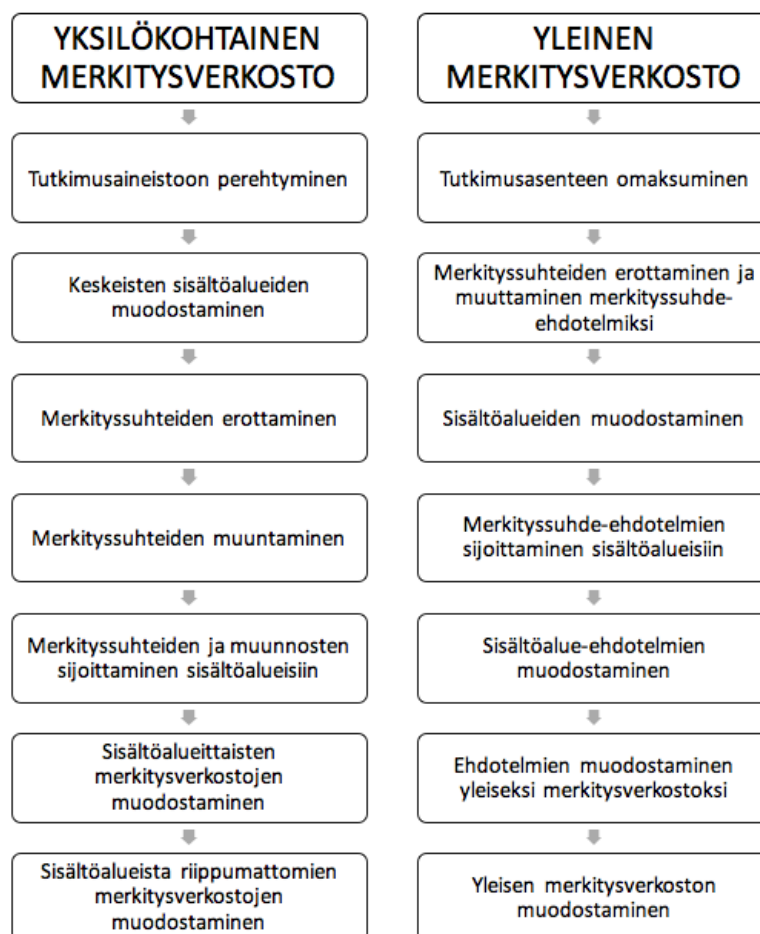 YKSILÖKOHTAINEN
MERKITYSVERKOSTO
Tutkimusaineistoon perehtyminen
Keskeisten sisältöalueiden
muodostaminen
Merkityssuhteiden erottaminen
Merkityssuhteiden muuntaminen
Merkityssuhteiden ja muunnosten
sijoittaminen sisältöalueisiin
Sisältöalueittaisten
merkitysverkostojen
muodostaminen
Sisältöalueista riippumattomien
merkitysverkostojen
muodostaminen
YLEINEN
MERKITYSVERKOSTO
Tutkimusasenteen omaksuminen
Merkityssuhteiden erottaminen ja
muuttaminen merkityssuhde-
ehdotelmiksi
Sisältöalueiden muodostaminen
Merkityssuhde-ehdotelmien
sijoittaminen sisältöalueisiin
Sisältöalue-ehdotelmien
muodostaminen
Ehdotelmien muodostaminen
yleiseksi merkitysverkostoksi
Yleisen merkitysverkoston
muodostaminen